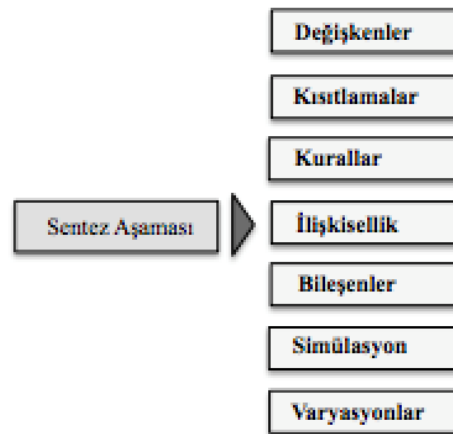 Değişkenler
Kısıtlamalar
Kurallar
Sentez Aşaması
İlişkisellik
Bileşenler
Simülasyon
Varyasyonlar